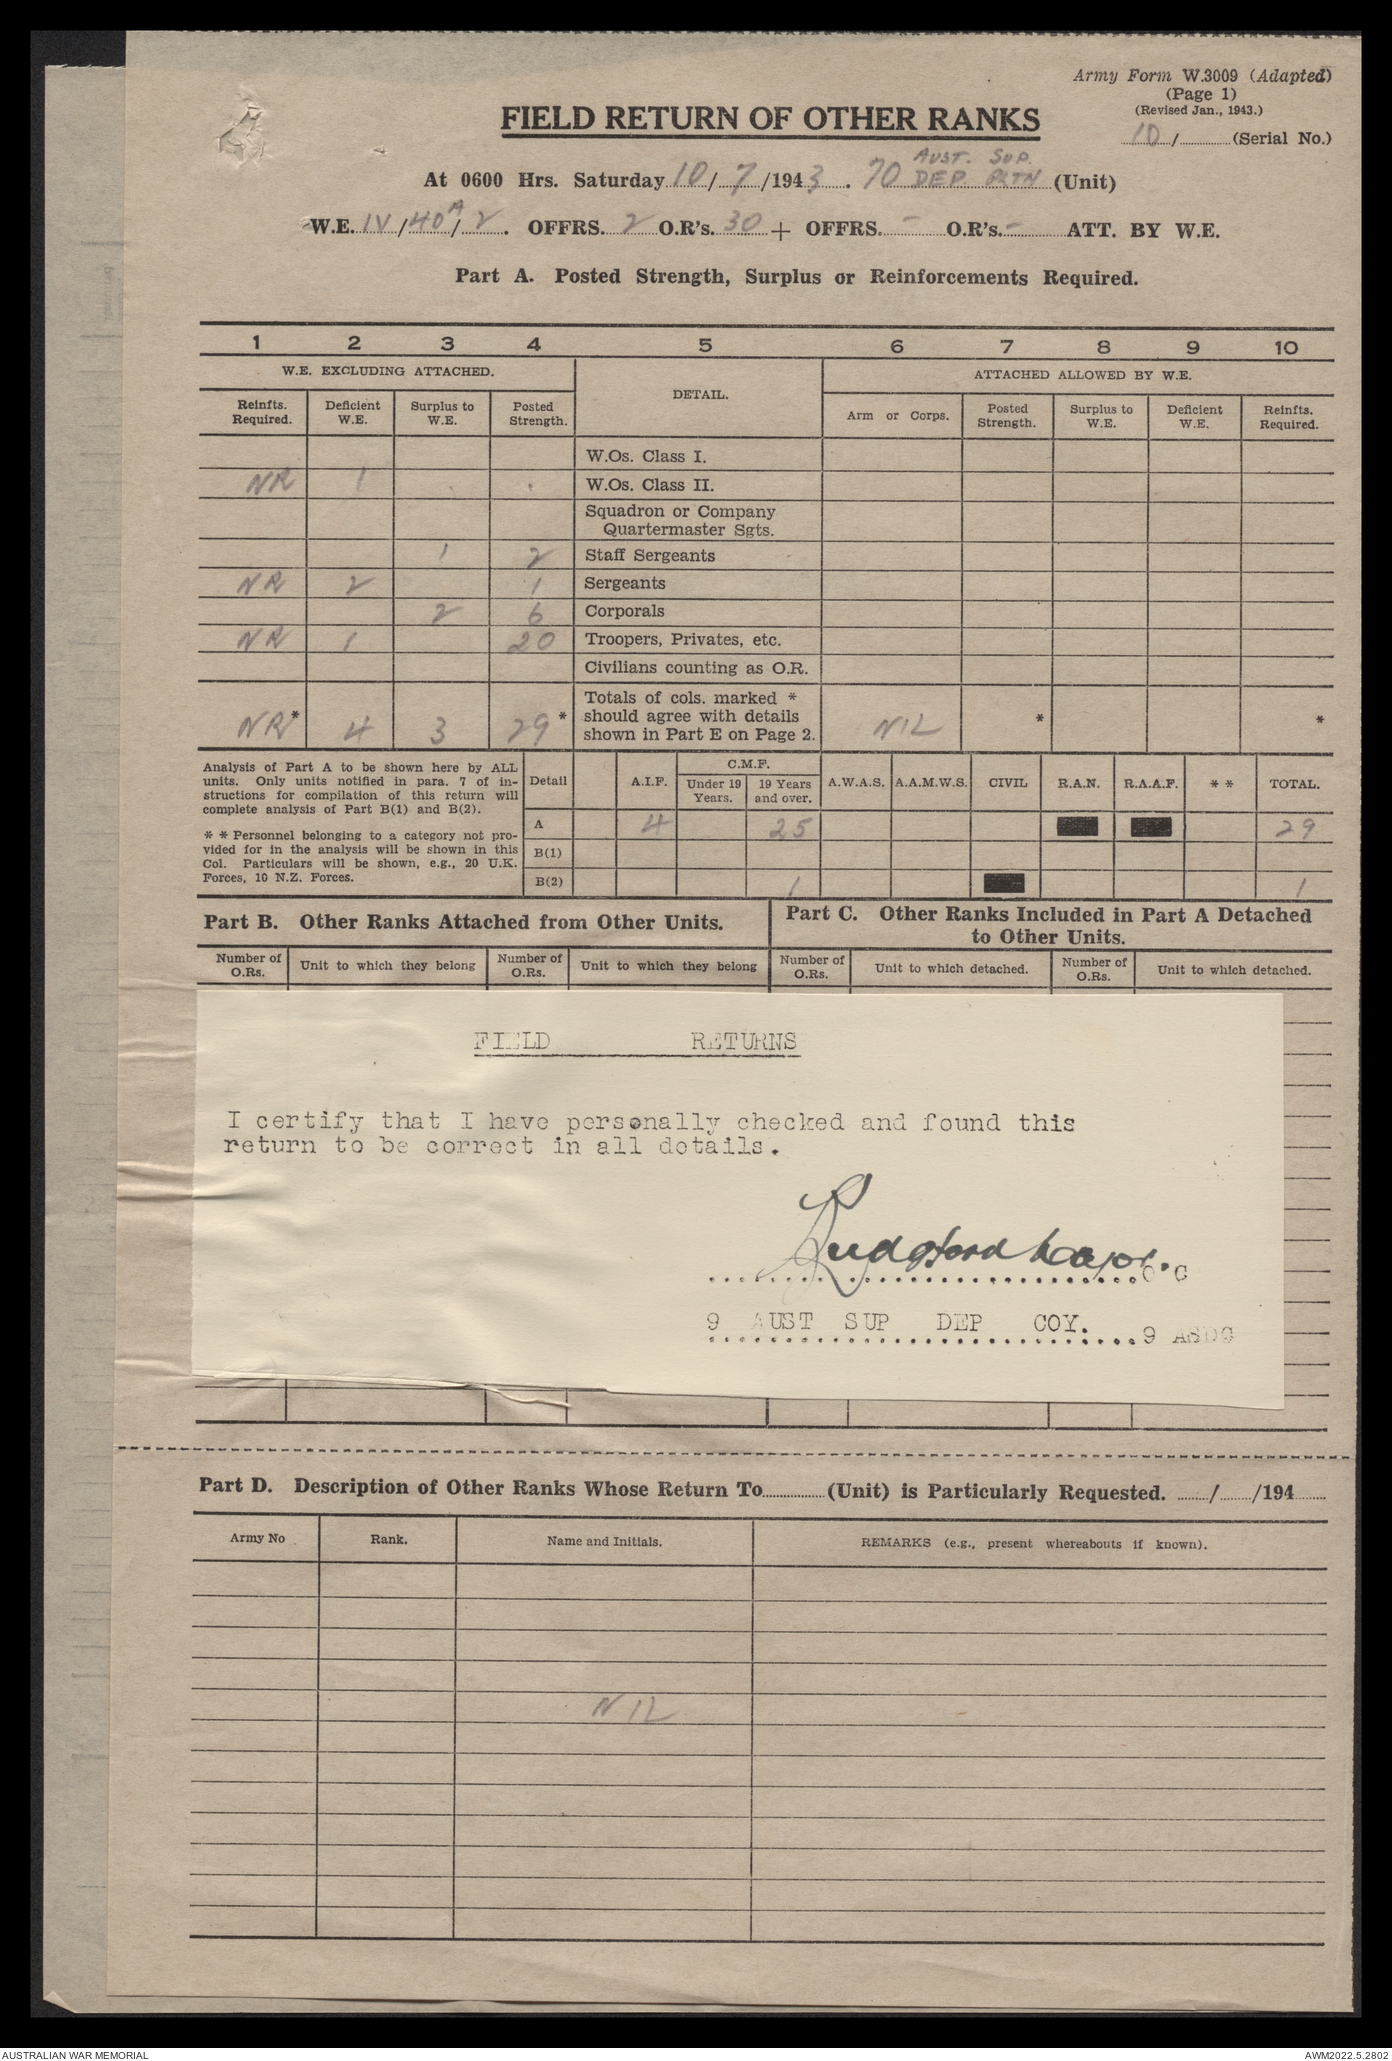 Army Form W.3009 (Adapted)
(Page 1)
(Revised Jan., 1943.)
10 / (Serial No.)
FIELD RETURN OF OTHER RANKS
At 0600 Hrs. Saturday 10 / 7 /1943. 70 AUST. SUP. DEP PLTN (Unit)
W.E. IV / 40A / 2. OFFRS. 2 O.R's. 30 + OFFRS. - O.R's. - ATT. BY W.E.
Part A. Posted Strength, Surplus or Reinforcements Required.
1 2 3 4 5 6 7 8 9 10
W.E. EXCLUDING ATTACHED. DETAIL. ATTACHED ALLOWED BY W.E.
Reinfts. Required. Deficient W.E. Surplus to W.E. Posted Strength. Arm or Corps. Posted Strength. Surplus to W.E. Deficient W.E. Reinfts. Required.
W.Os. Class I.
NR 1 . . W.Os. Class II.
Squadron or Company
Quartermaster Sgts.
1 2 Staff Sergeants
NR 2 1 Sergeants
2 6 Corporals
NR 1 20 Troopers, Privates, etc.
Civilians counting as O.R.
Totals of cols. marked *
NR* 4 3 29* should agree with details NIL * *
shown in Part E on Page 2.
Analysis of Part A to be shown here by ALL
units. Only units notified in para. 7 of in-
structions for compilation of this return will
complete analysis of Part B(1) and B(2).
* * Personnel belonging to a category not pro-
vided for in the analysis will be shown in this
Col. Particulars will be shown, e.g., 20 U.K.
Forces, 10 N.Z. Forces.
Detail A.I.F. C.M.F. Under 19 Years. 19 Years and over. A.W.A.S. A.A.M.W.S. CIVIL R.A.N. R.A.A.F. * * TOTAL.
A 4 25 29
B(1)
B(2) 1 1
Part B. Other Ranks Attached from Other Units.
Part C. Other Ranks Included in Part A Detached
to Other Units.
Number of O.Rs. Unit to which they belong Number of O.Rs. Unit to which they belong Number of O.Rs. Unit to which detached. Number of O.Rs. Unit to which detached.
FIELD RETURNS
I certify that I have personally checked and found this
return to be correct in all details.
Ludgford Major. O C
9 AUST SUP DEP COY. 9 ASDC
Part D. Description of Other Ranks Whose Return To (Unit) is Particularly Requested. / /194
Army No. Rank. Name and Initials. REMARKS (e.g., present whereabouts if known).
NIL
AUSTRALIAN WAR MEMORIAL AWM2022.5.2802